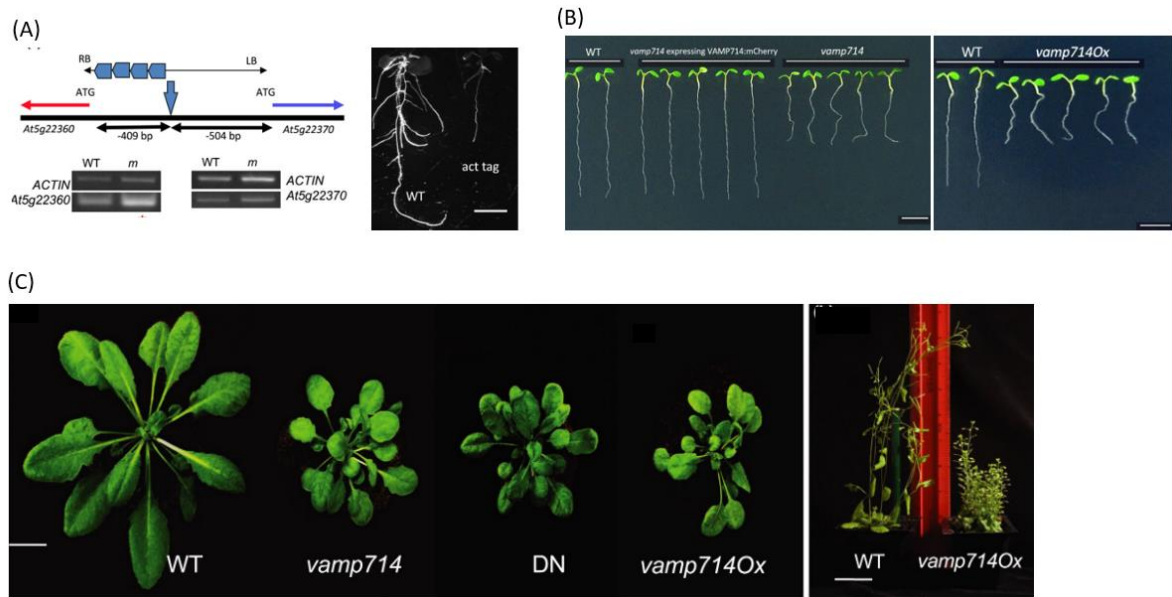 (A)
RB
LB
ATG
ATG
At5g22360
-409 bp
-504 bp
At5g22370
WT
m
WT
m
ACTIN
At5g22360
ACTIN
At5g22370
WT
act tag
(B)
WT
vamp714 expressing VAMP714:mCherry
vamp714
WT
vamp714Ox
(C)
WT
vamp714
DN
vamp714Ox
WT
vamp714Ox